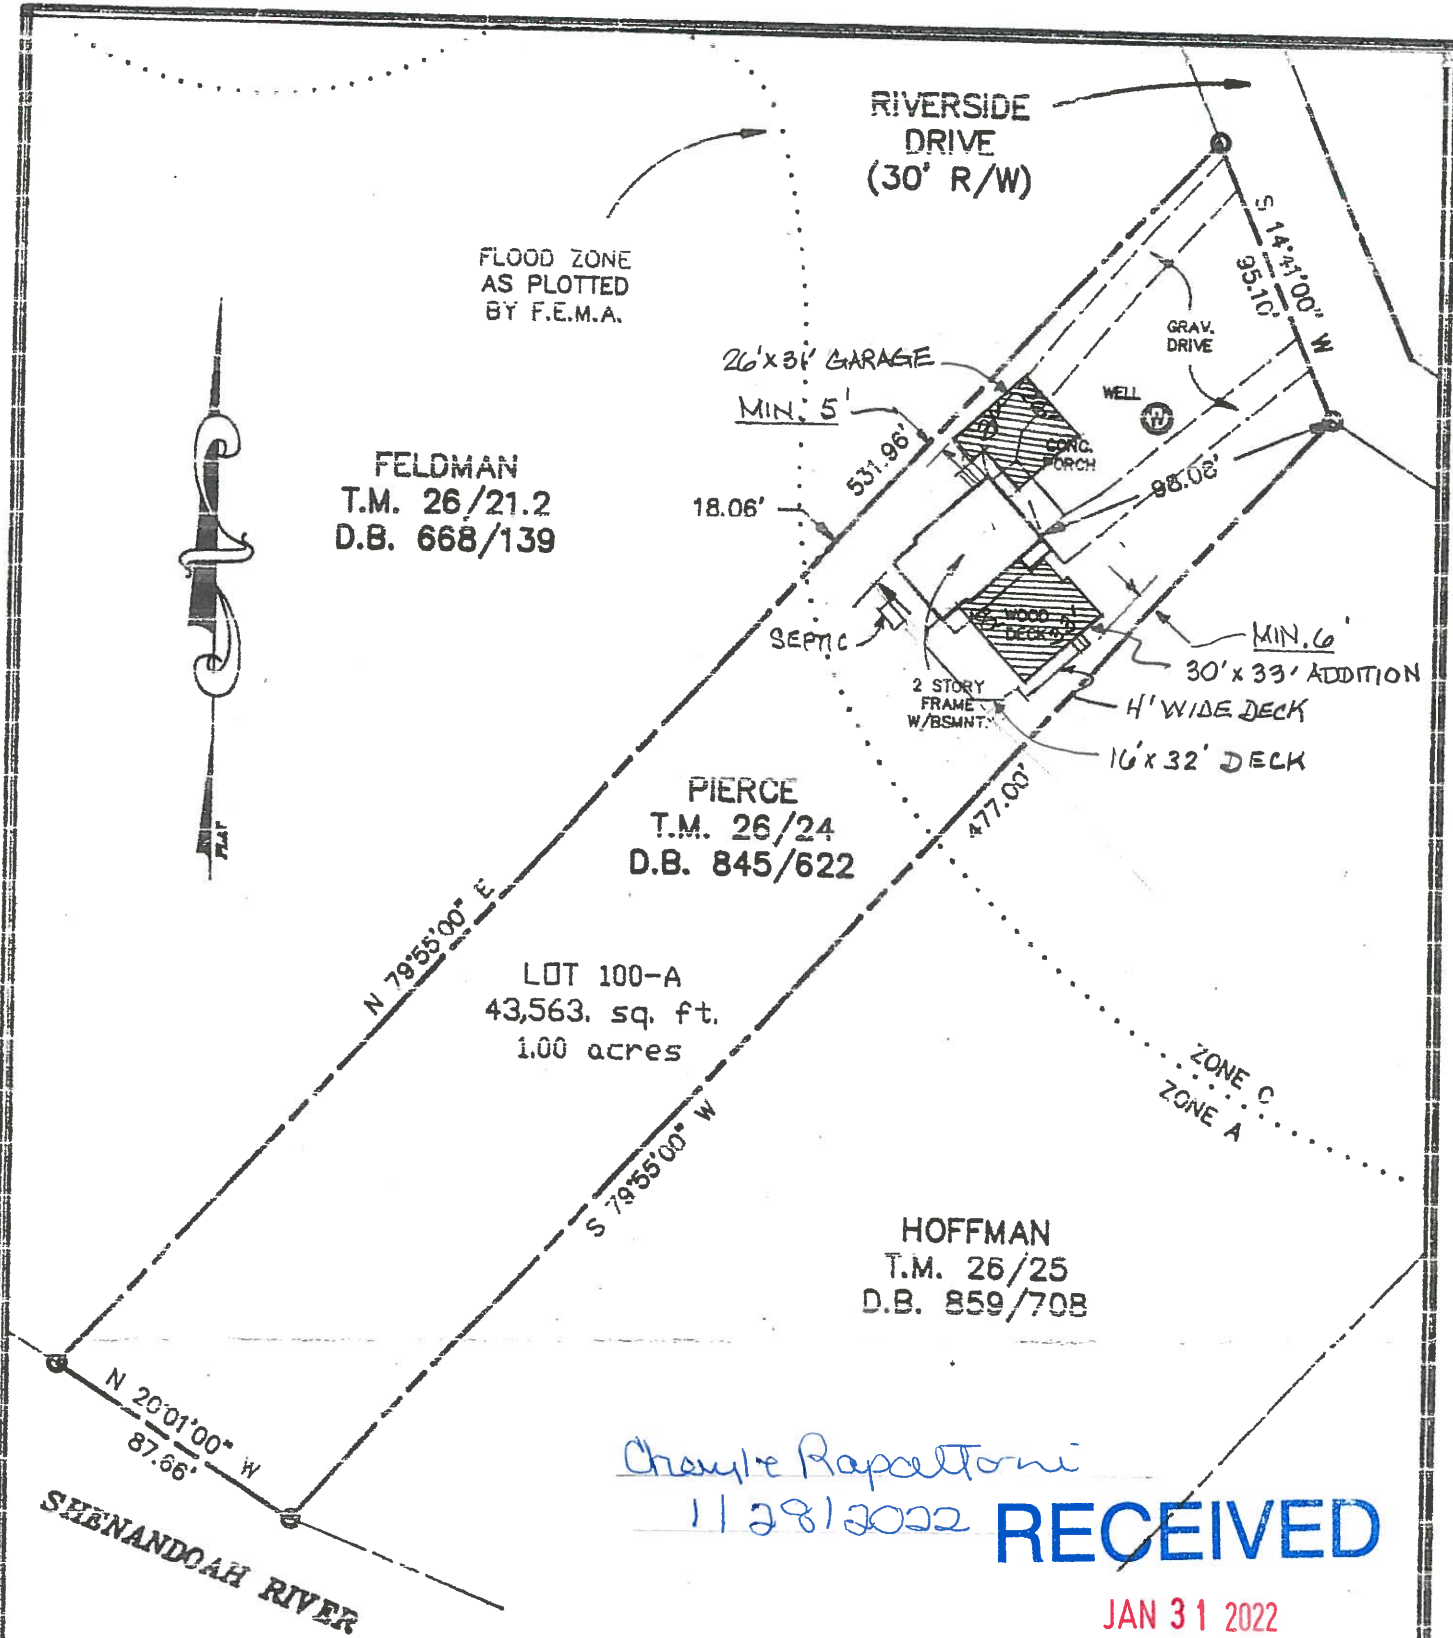 RIVERSIDE
DRIVE
(30' R/W)
FLOOD ZONE
AS PLOTTED
BY F.E.M.A.
S 14°41'00" W
95.10'
GRAV.
DRIVE
26'x31' GARAGE
MIN. 5'
WELL
W
CONC.
PORCH
531.96'
98.08'
FELDMAN
T.M. 26/21.2
D.B. 668/139
18.06'
SEPTIC
WOOD
DECK
MIN. 6'
30'x33' ADDITION
2 STORY
FRAME
W/BSMNT.
4' WIDE DECK
16'x32' DECK
477.00'
PIERCE
T.M. 26/24
D.B. 845/622
FLAT
N 79°55'00" E
LOT 100-A
43,563. sq. ft.
1.00 acres
S 79°55'00" W
ZONE C
ZONE A
HOFFMAN
T.M. 26/25
D.B. 859/708
N 20°01'00" W
87.66'
SHENANDOAH RIVER
1/28/2022
RECEIVED
JAN 31 2022